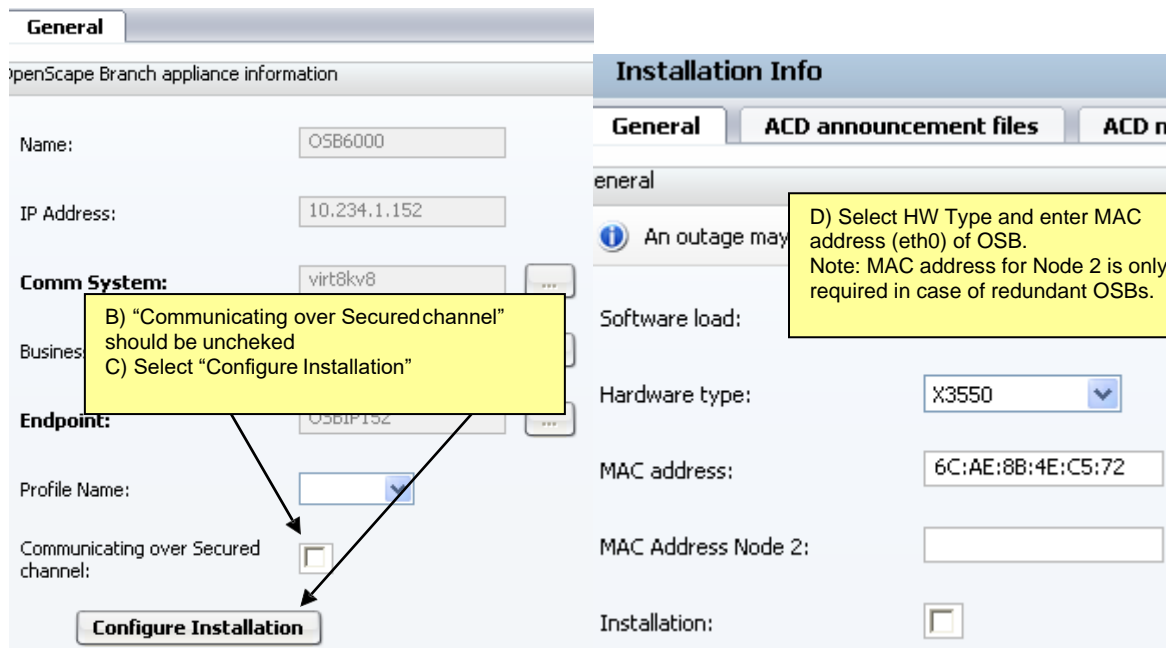 General
OpenScape Branch appliance information
Name:
OSB6000
IP Address:
10.234.1.152
Comm System:
virt8kv8
...
B) “Communicating over Secured channel”
should be uncheked
C) Select “Configure Installation”
Busines
Endpoint:
OSBIP152
...
Profile Name:
Communicating over Secured
channel:
Configure Installation
Installation Info
General
ACD announcement files
ACD
eneral
An outage may
D) Select HW Type and enter MAC
address (eth0) of OSB.
Note: MAC address for Node 2 is only
required in case of redundant OSBs.
Software load:
Hardware type:
X3550
MAC address:
6C:AE:8B:4E:C5:72
MAC Address Node 2:
Installation: